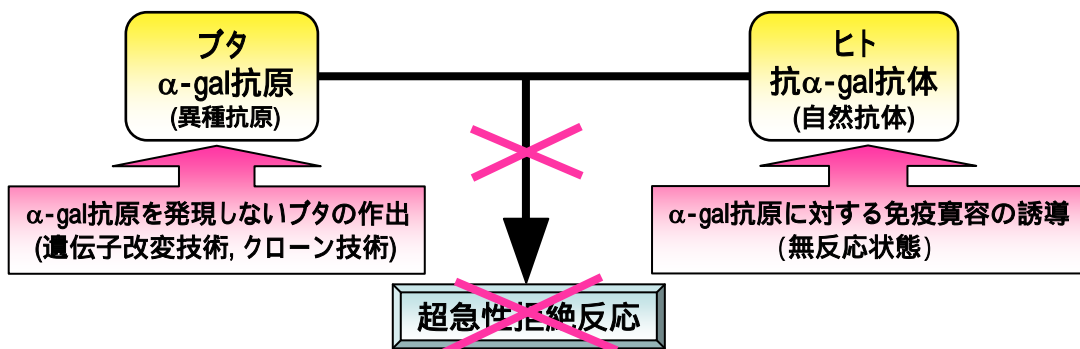 ブタ
α-gal抗原
(異種抗原)
ヒト
抗α-gal抗体
(自然抗体)
α-gal抗原を発現しないブタの作出
(遺伝子改変技術, クローン技術)
α-gal抗原に対する免疫寛容の誘導
(無反応状態)
超急性拒絶反応